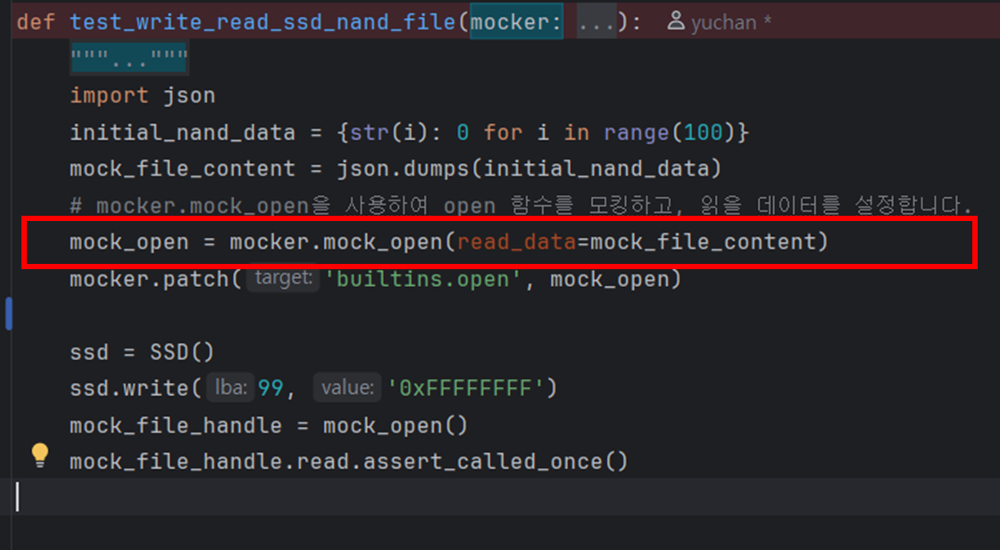 def test_write_read_ssd_nand_file(mocker: ...): yuchan *
"""..."""
import json
initial_nand_data = {str(i): 0 for i in range(100)}
mock_file_content = json.dumps(initial_nand_data)
# mocker.mock_open을 사용하여 open 함수를 모킹하고, 읽을 데이터를 설정합니다.
mock_open = mocker.mock_open(read_data=mock_file_content)
mocker.patch( target: 'builtins.open', mock_open)
ssd = SSD()
ssd.write( lba: 99, value: '0xFFFFFFFF')
mock_file_handle = mock_open()
mock_file_handle.read.assert_called_once()